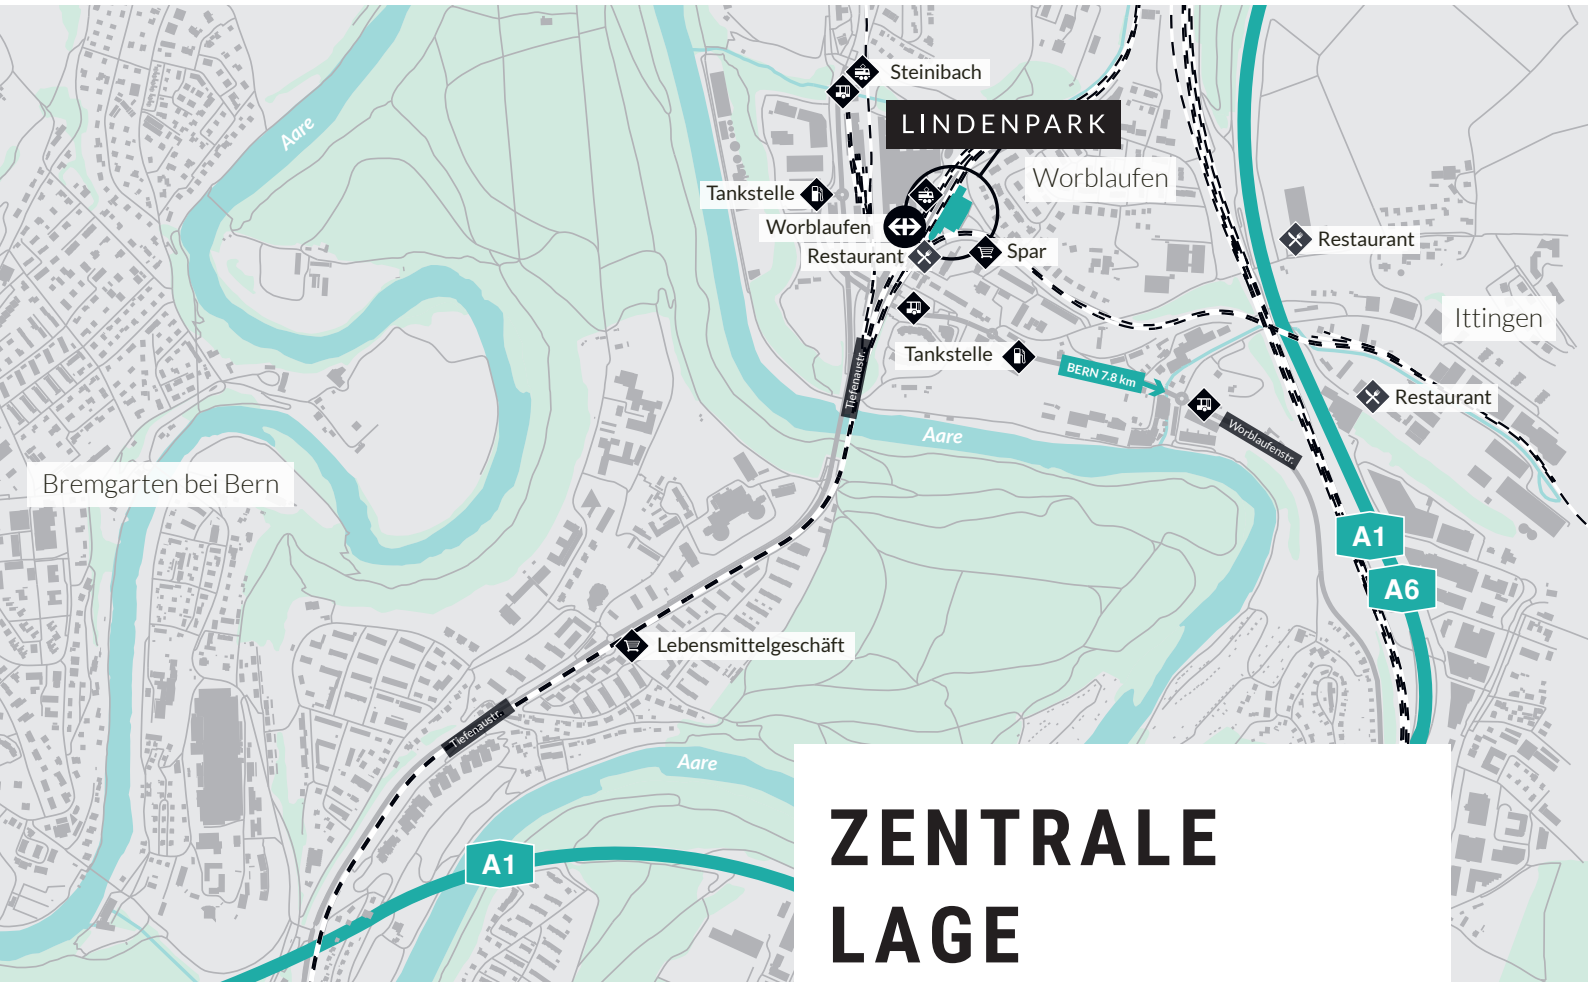 Steinibach
LINDENPARK
Aare
Worblaufen
Tankstelle
Worblaufen
Restaurant
Restaurant
Spar
Ittingen
Tankstelle
Tiefenaustr.
BERN 7.8 km
Restaurant
Aare
Worblaufenstr.
Bremgarten bei Bern
A1
A6
Lebensmittelgeschäft
Tiefenaustr.
Aare
A1
ZENTRALE
LAGE